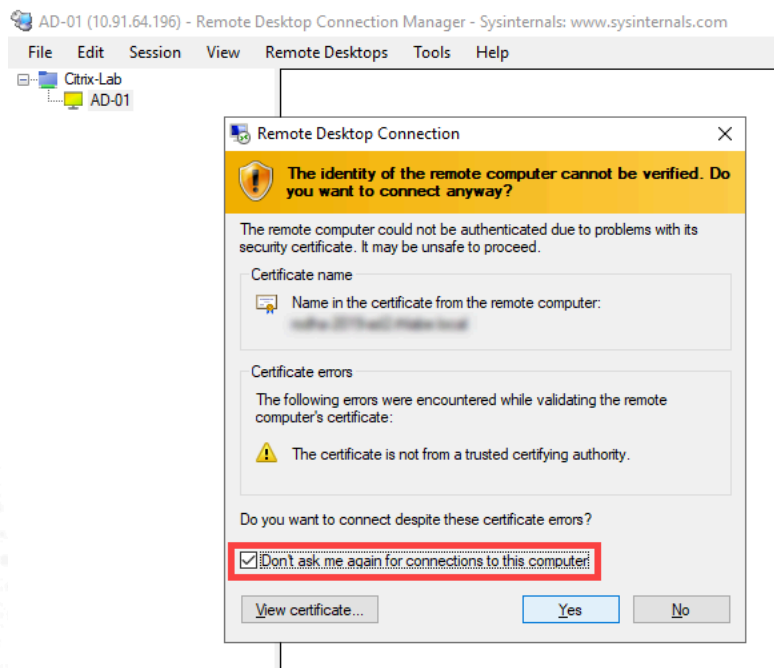 AD-01 (10.91.64.196) - Remote Desktop Connection Manager - Sysinternals: www.sysinternals.com
File Edit Session View Remote Desktops Tools Help
Citrix-Lab
AD-01
Remote Desktop Connection
The identity of the remote computer cannot be verified. Do
you want to connect anyway?
The remote computer could not be authenticated due to problems with its
security certificate. It may be unsafe to proceed.
Certificate name
Name in the certificate from the remote computer:
Certificate errors
The following errors were encountered while validating the remote
computer's certificate:
The certificate is not from a trusted certifying authority.
Do you want to connect despite these certificate errors?
Don't ask me again for connections to this computer
View certificate... Yes No